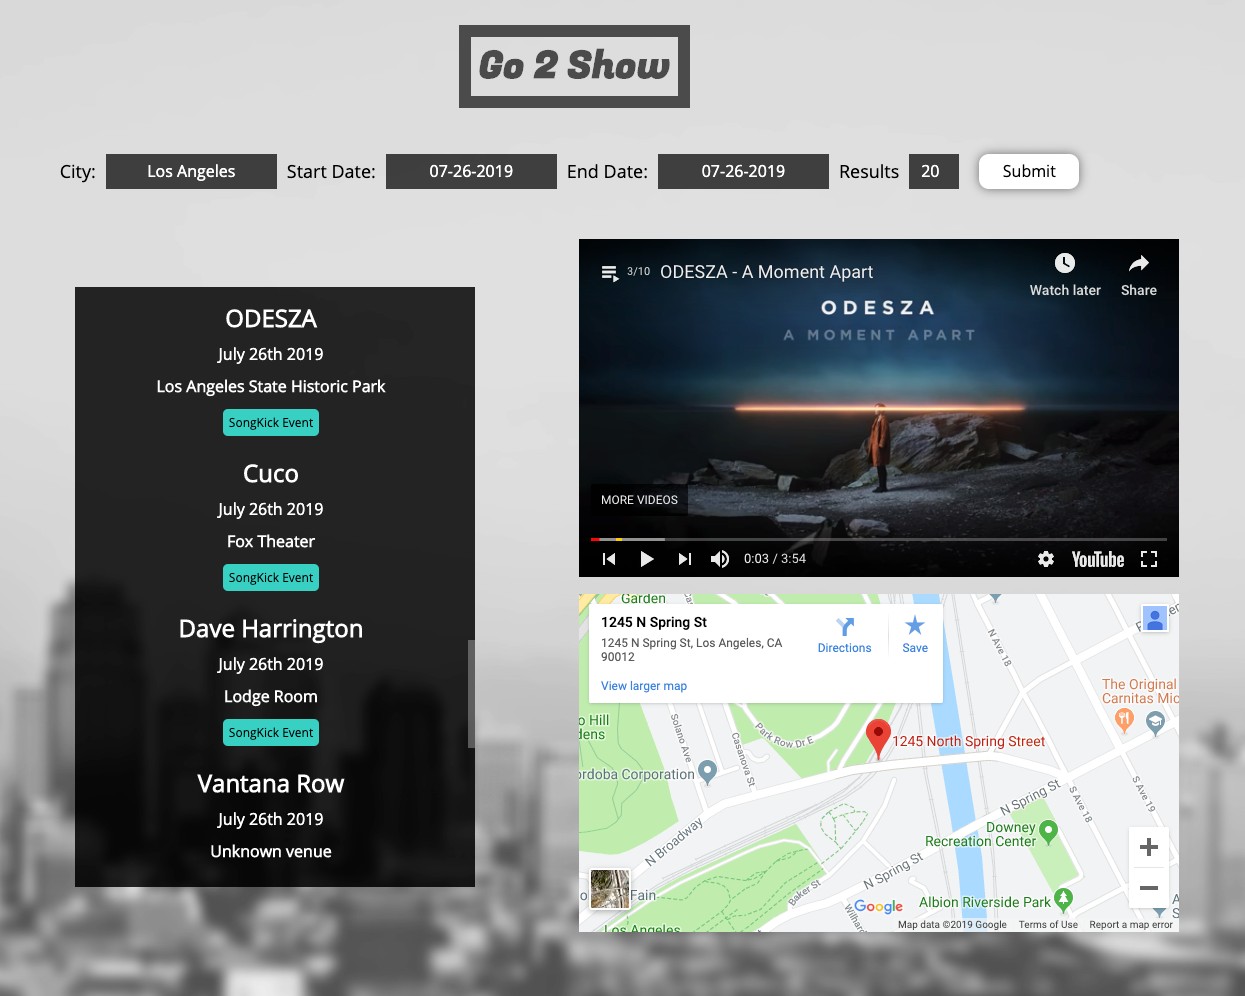 Go 2 Show
City: Los Angeles Start Date: 07-26-2019 End Date: 07-26-2019 Results 20 Submit
ODESZA
July 26th 2019
Los Angeles State Historic Park
SongKick Event
Cuco
July 26th 2019
Fox Theater
SongKick Event
Dave Harrington
July 26th 2019
Lodge Room
SongKick Event
Vantana Row
July 26th 2019
Unknown venue
3/10 ODESZA - A Moment Apart
Watch later Share
ODESZA
A MOMENT APART
MORE VIDEOS
0:03 / 3:54 YouTube
Garden
1245 N Spring St
1245 N Spring St, Los Angeles, CA
90012
Directions Save
View larger map
N Ave 18
The Original
Carnitas Mic
o Hill
dens
Solano Ave
Casanova St
Park Row Dr E
1245 North Spring Street
rdoba Corporation
N Broadway
N Spring St
S Ave 18
S Ave 19
Downey
Recreation Center
N Spring St
Baker St
Fain
Albion Riverside Park
Google
Los Angeles
Map data ©2019 Google Terms of Use Report a map error